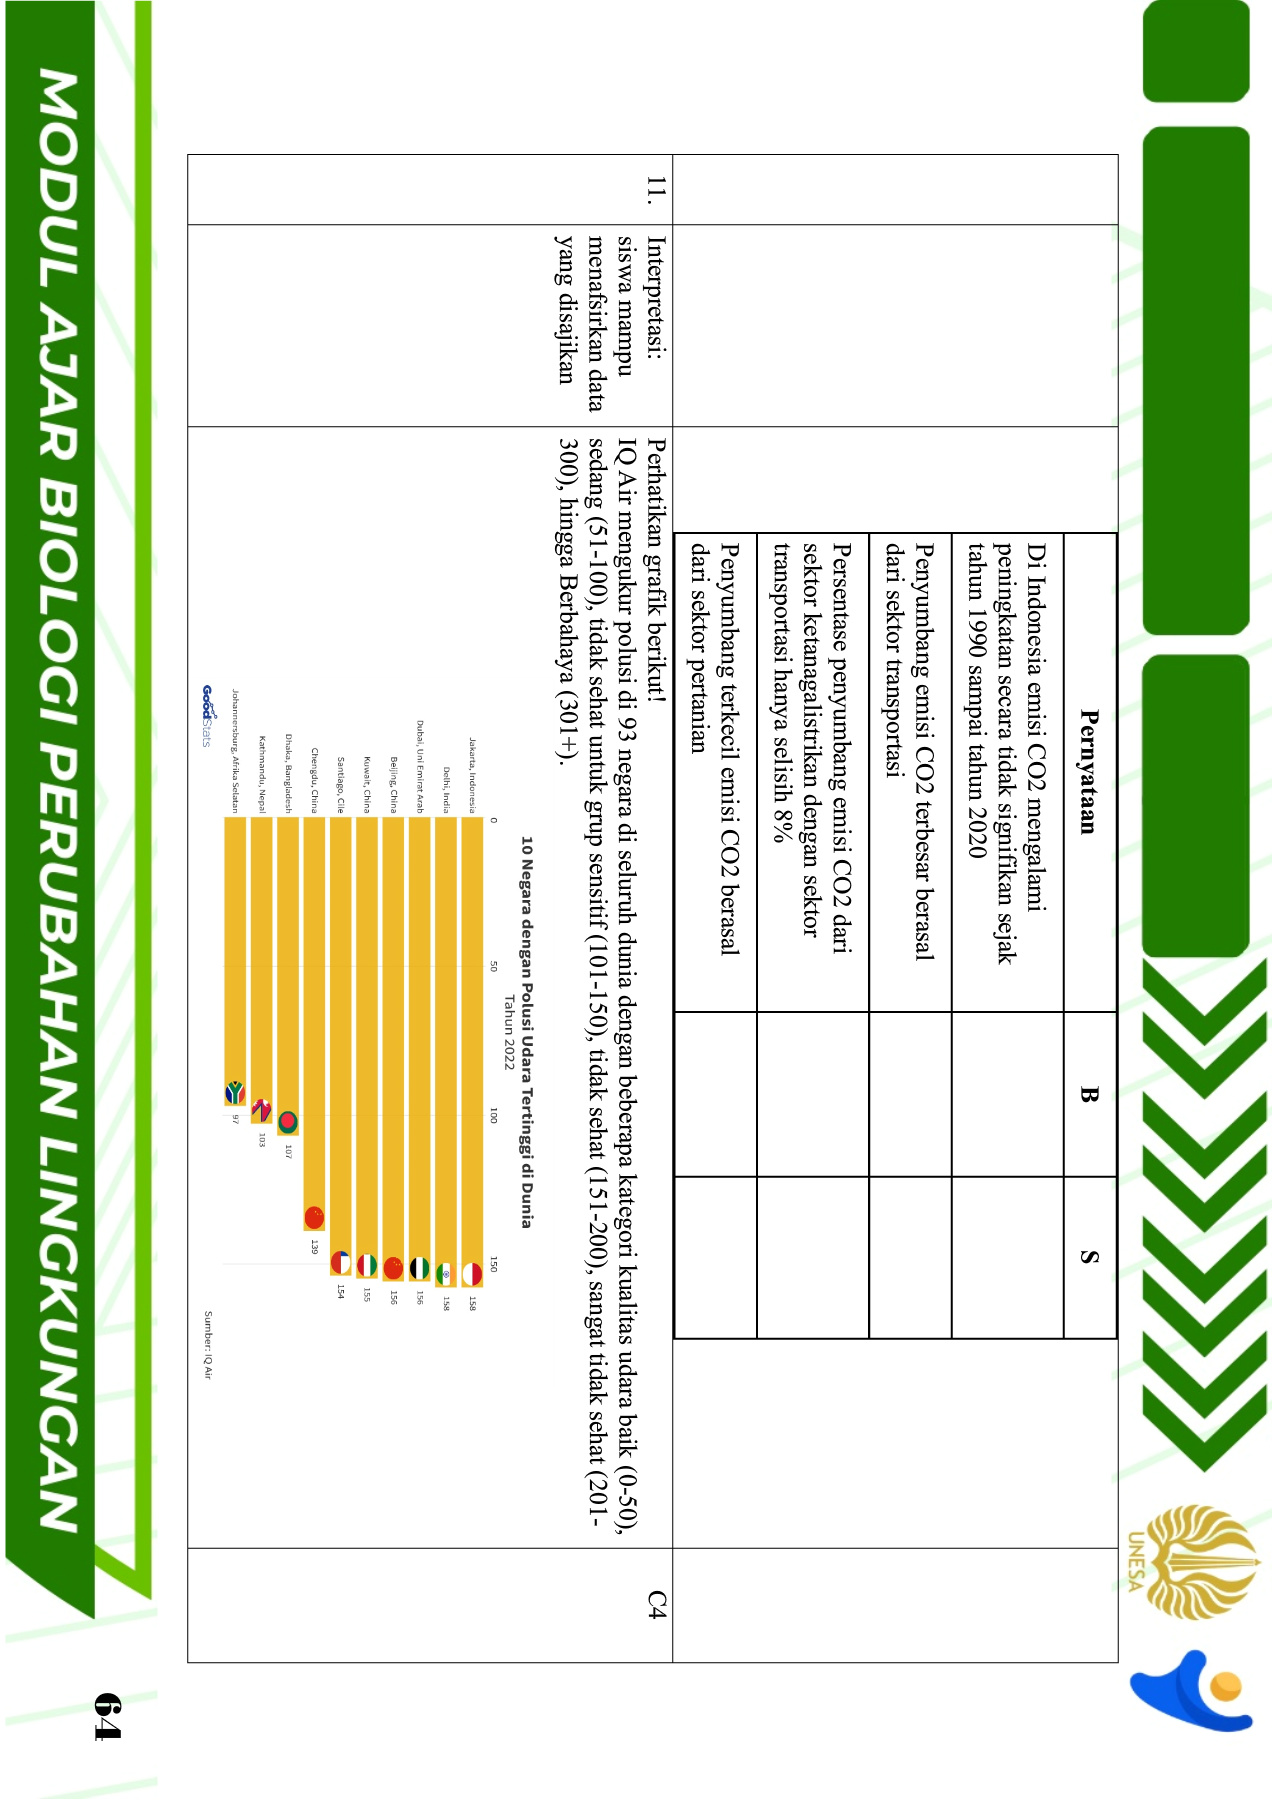 UNESA
Pernyataan B S
Di Indonesia emisi CO2 mengalami
peningkatan secara tidak signifikan sejak
tahun 1990 sampai tahun 2020
Penyumbang emisi CO2 terbesar berasal
dari sektor transportasi
Persentase penyumbang emisi CO2 dari
sektor ketanagalistrikan dengan sektor
transportasi hanya selisih 8%
Penyumbang terkecil emisi CO2 berasal
dari sektor pertanian
11.
Interpretasi:
siswa mampu
menafsirkan data
yang disajikan
Perhatikan grafik berikut!
IQ Air mengukur polusi di 93 negara di seluruh dunia dengan beberapa kategori kualitas udara baik (0-50),
sedang (51-100), tidak sehat untuk grup sensitif (101-150), tidak sehat (151-200), sangat tidak sehat (201-
300), hingga Berbahaya (301+).
C4
10 Negara dengan Polusi Udara Tertinggi di Dunia
Tahun 2022
0 50 100 150
Jakarta, Indonesia 158
Delhi, India 158
Dubai, Uni Emirat Arab 156
Beijing, China 156
Kuwait, China 155
Santiago, Cile 154
Chengdu, China 139
Dhaka, Bangladesh 107
Kathmandu, Nepal 103
Johannersburg, Afrika Selatan 97
GoodStats
Sumber: IQ Air
MODUL AJAR BIOLOGI PERUBAHAN LINGKUNGAN
64